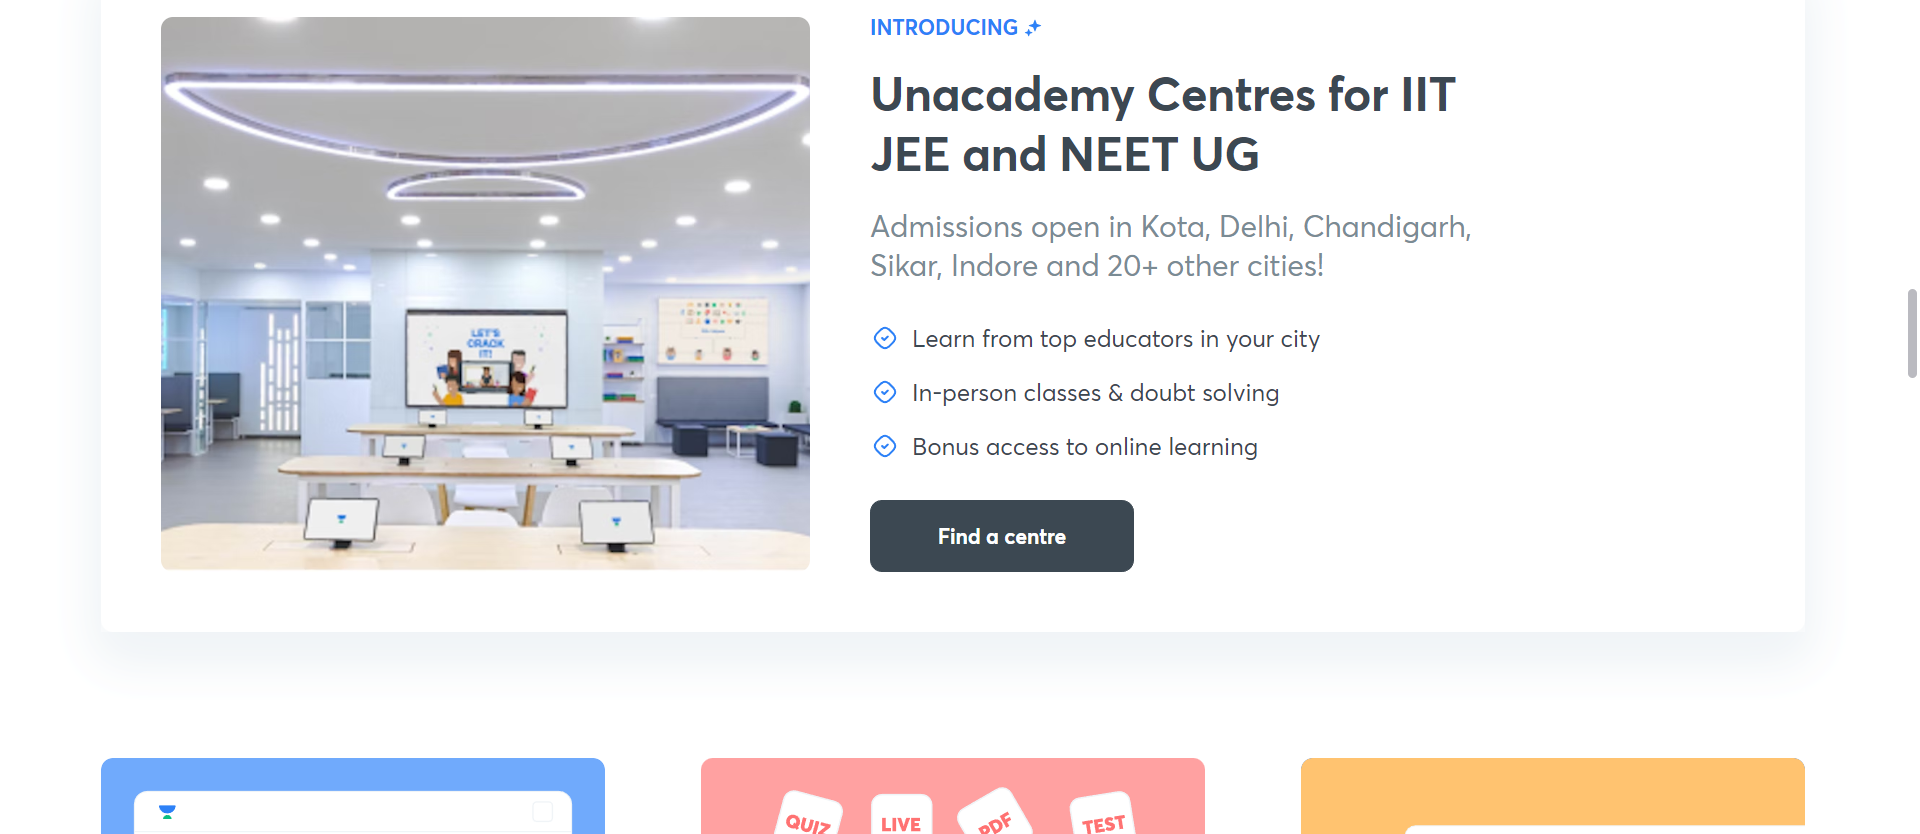 INTRODUCING
Unacademy Centres for IIT
JEE and NEET UG
Admissions open in Kota, Delhi, Chandigarh,
Sikar, Indore and 20+ other cities!
LET'S
CRACK
IT!
Learn from top educators in your city
In-person classes & doubt solving
Bonus access to online learning
Find a centre
QUIZ
LIVE
PDF
TEST